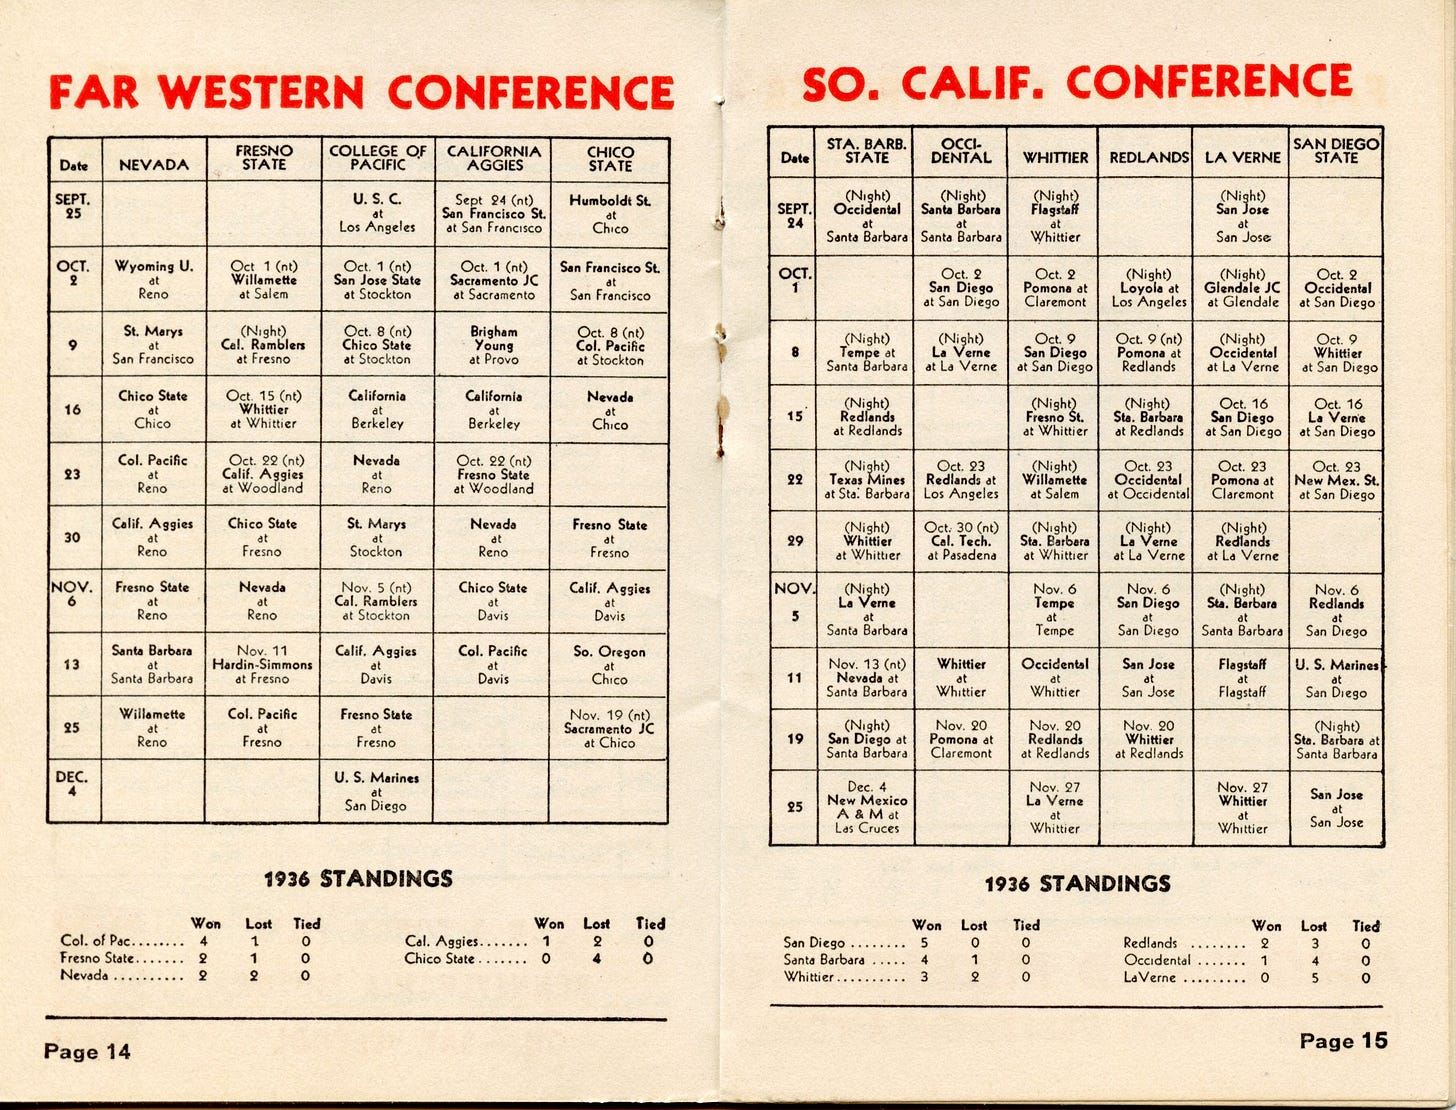 FAR WESTERN CONFERENCE
Date NEVADA FRESNO STATE COLLEGE OF PACIFIC CALIFORNIA AGGIES CHICO STATE
SEPT. 25 U. S. C. at Los Angeles Sept 24 (nt) San Francisco St. at San Francisco Humboldt St. at Chico
OCT. 2 Wyoming U. at Reno Oct 1 (nt) Willamette at Salem Oct. 1 (nt) San Jose State at Stockton Oct. 1 (nt) Sacramento JC at Sacramento San Francisco St. at San Francisco
9 St. Marys at San Francisco (Night) Cal. Ramblers at Fresno Oct. 8 (nt) Chico State at Stockton Brigham Young at Provo Oct. 8 (nt) Col. Pacific at Stockton
16 Chico State at Chico Oct. 15 (nt) Whittier at Whittier California at Berkeley California at Berkeley Nevada at Chico
23 Col. Pacific at Reno Oct. 22 (nt) Calif. Aggies at Woodland Nevada at Reno Oct. 22 (nt) Fresno State at Woodland
30 Calif. Aggies at Reno Chico State at Fresno St. Marys at Stockton Nevada at Reno Fresno State at Fresno
NOV. 6 Fresno State at Reno Nevada at Reno Nov. 5 (nt) Cal. Ramblers at Stockton Chico State at Davis Calif. Aggies at Davis
13 Santa Barbara at Santa Barbara Nov. 11 Hardin-Simmons at Fresno Calif. Aggies at Davis Col. Pacific at Davis So. Oregon at Chico
25 Willamette at Reno Col. Pacific at Fresno Fresno State at Fresno Nov. 19 (nt) Sacramento JC at Chico
DEC. 4 U. S. Marines at San Diego
1936 STANDINGS
Won Lost Tied Won Lost Tied
Col. of Pac........ 4 1 0 Cal. Aggies....... 1 2 0
Fresno State....... 2 1 0 Chico State....... 0 4 0
Nevada .......... 2 2 0
Page 14
SO. CALIF. CONFERENCE
Date STA. BARB. STATE OCCI-DENTAL WHITTIER REDLANDS LA VERNE SAN DIEGO STATE
SEPT. 24 (Night) Occidental at Santa Barbara (Night) Santa Barbara at Santa Barbara (Night) Flagstaff at Whittier (Night) San Jose at San Jose
OCT. 1 Oct. 2 San Diego at San Diego Oct. 2 Pomona at Claremont (Night) Loyola at Los Angeles (Night) Glendale JC at Glendale Oct. 2 Occidental at San Diego
8 (Night) Tempe at Santa Barbara (Night) La Verne at La Verne Oct. 9 San Diego at San Diego Oct. 9 (nt) Pomona at Redlands (Night) Occidental at La Verne Oct. 9 Whittier at San Diego
15 (Night) Redlands at Redlands (Night) Fresno St. at Whittier (Night) Sta. Barbara at Redlands Oct. 16 San Diego at San Diego Oct. 16 La Verne at San Diego
22 (Night) Texas Mines at Sta. Barbara Oct. 23 Redlands at Los Angeles (Night) Willamette at Salem Oct. 23 Occidental at Occidental Oct. 23 Pomona at Claremont Oct. 23 New Mex. St. at San Diego
29 (Night) Whittier at Whittier Oct. 30 (nt) Cal. Tech. at Pasadena (Night) Sta. Barbara at Whittier (Night) La Verne at La Verne (Night) Redlands at La Verne
NOV. 5 (Night) La Verne at Santa Barbara Nov. 6 Tempe at Tempe Nov. 6 San Diego at San Diego (Night) Sta. Barbara at Santa Barbara Nov. 6 Redlands at San Diego
11 Nov. 13 (nt) Nevada at Santa Barbara Whittier at Whittier Occidental at Whittier San Jose at San Jose Flagstaff at Flagstaff U. S. Marines at San Diego
19 (Night) San Diego at Santa Barbara Nov. 20 Pomona at Claremont Nov. 20 Redlands at Redlands Nov. 20 Whittier at Redlands (Night) Sta. Barbara at Santa Barbara
25 Dec. 4 New Mexico A & M at Las Cruces Nov. 27 La Verne at Whittier Nov. 27 Whittier at Whittier San Jose at San Jose
1936 STANDINGS
Won Lost Tied Won Lost Tied
San Diego ........ 5 0 0 Redlands ........ 2 3 0
Santa Barbara ..... 4 1 0 Occidental ....... 1 4 0
Whittier.......... 3 2 0 LaVerne ......... 0 5 0
Page 15